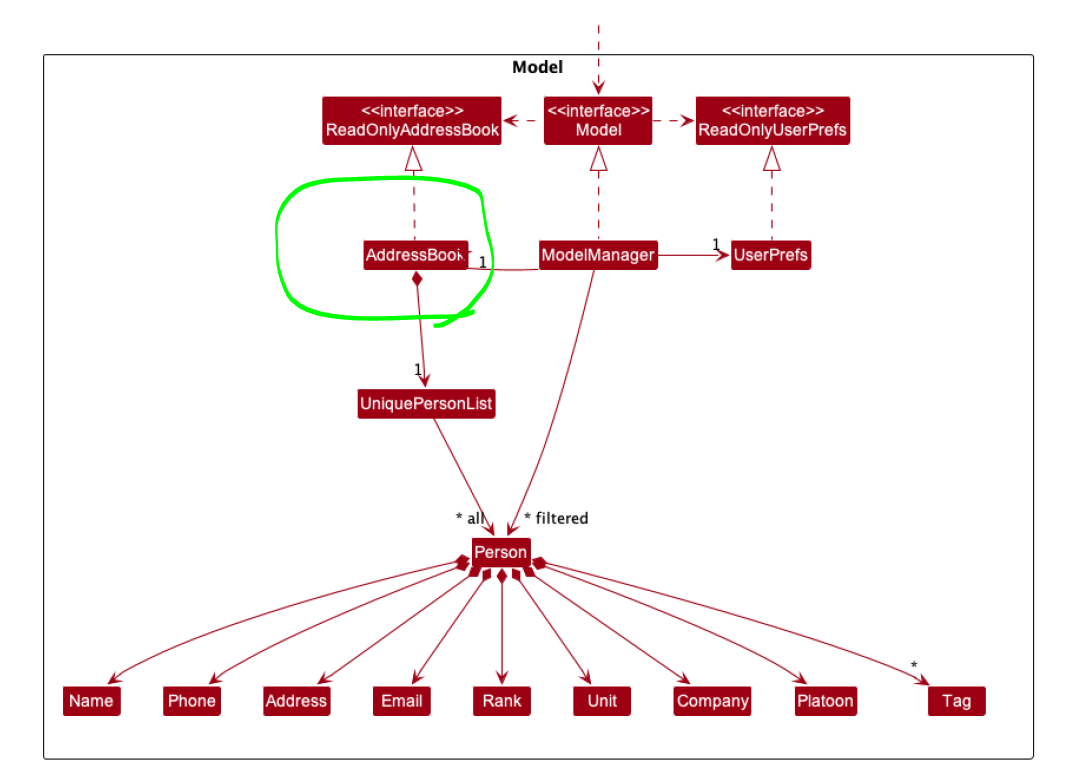 Model
<<interface>>
ReadOnlyAddressBook
<<interface>>
Model
<<interface>>
ReadOnlyUserPrefs
AddressBook
1
ModelManager
1
UserPrefs
1
UniquePersonList
* all
* filtered
Person
*
Name
Phone
Address
Email
Rank
Unit
Company
Platoon
Tag